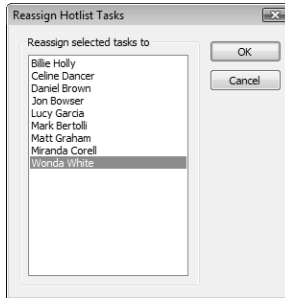 Reassign Hotlist Tasks
Reassign selected tasks to
Billie Holly
Celine Dancer
Daniel Brown
Jon Bowser
Lucy Garcia
Mark Bertolli
Matt Graham
Miranda Corell
Wonda White
OK
Cancel